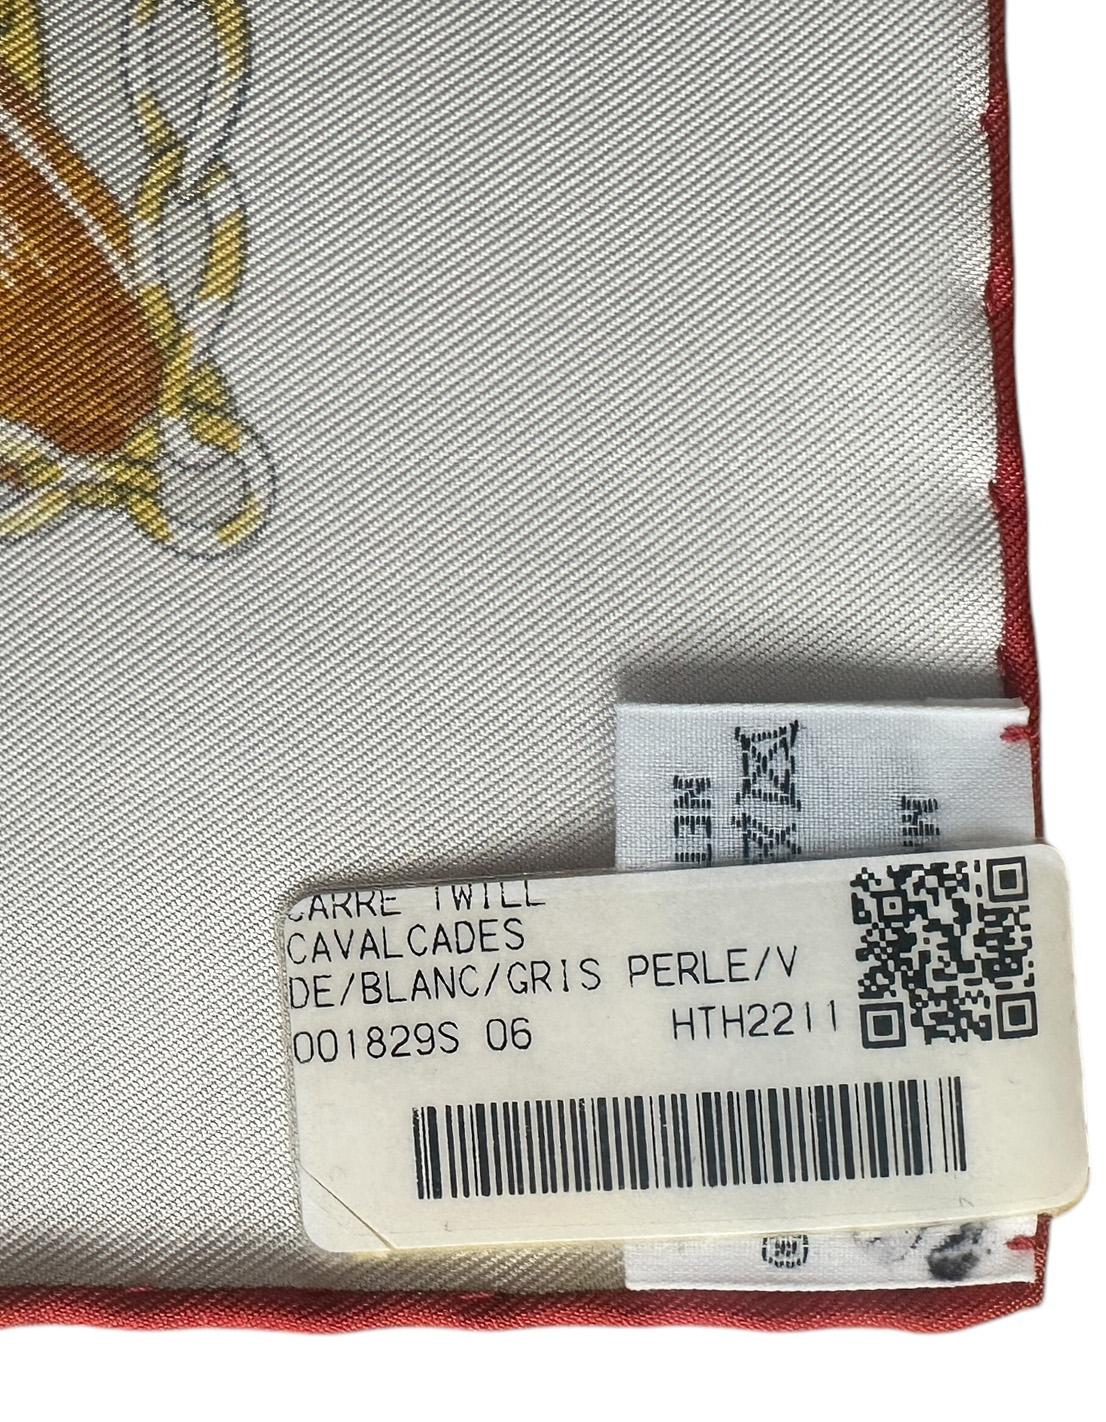 CARRE TWILL
CAVALCADES
DE/BLANC/GRIS PERLE/V
001829S 06 HTH2211